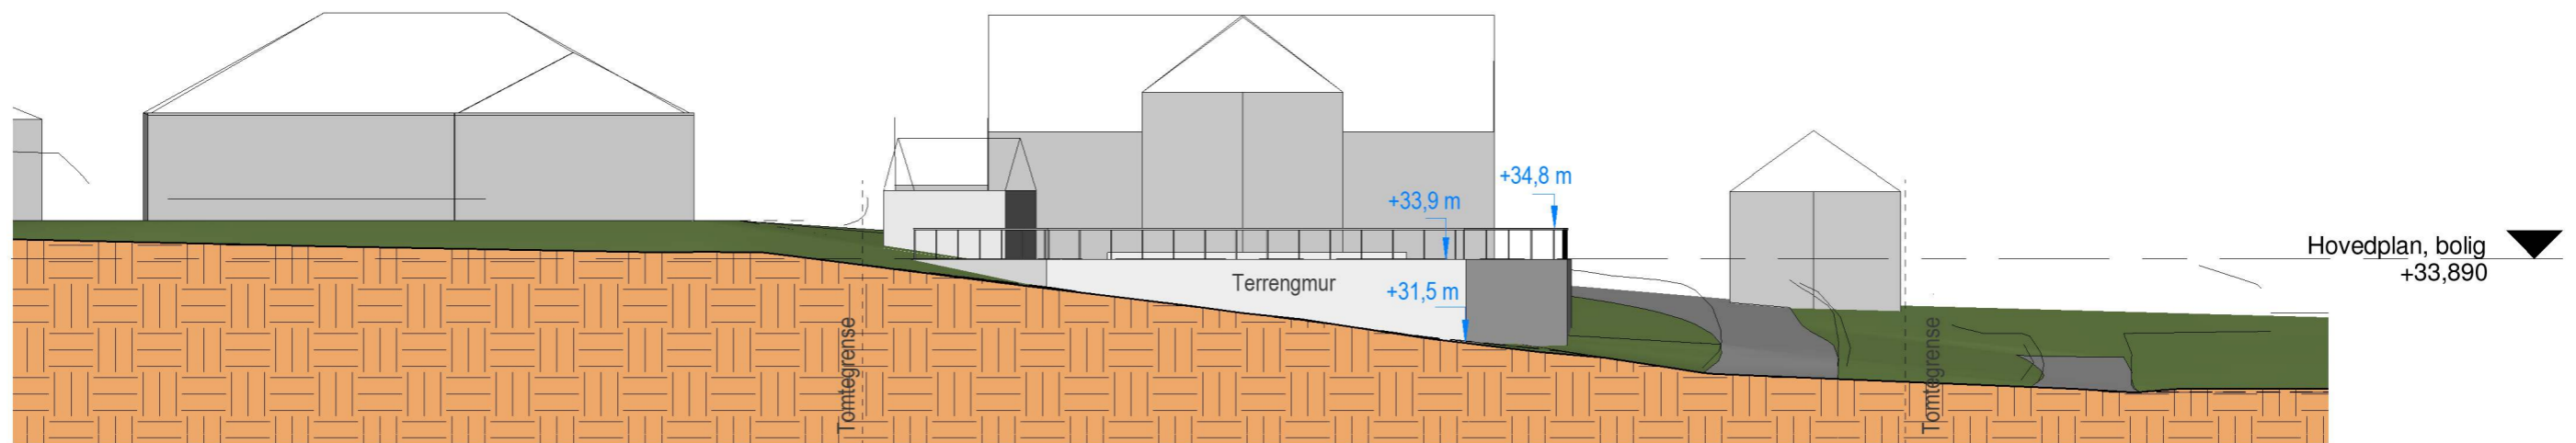 +34,8 m
+33,9 m
Hovedplan, bolig
+33,890
Terrengmur
+31,5 m
Tomtegrense
Tomtegrense